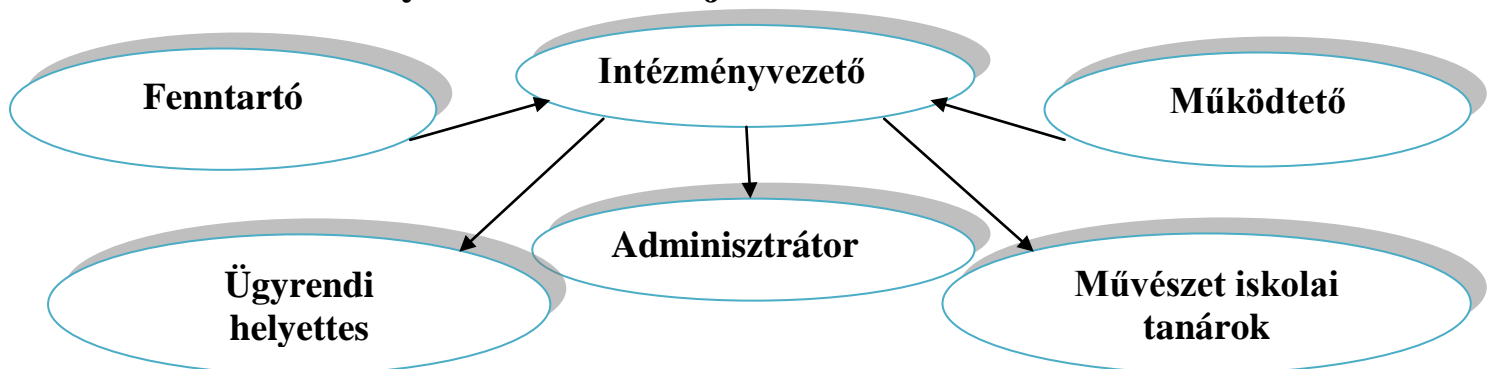 Fenntartó
Intézményvezető
Működtető
Ügyrendi
helyettes
Adminisztrátor
Művészet iskolai
tanárok